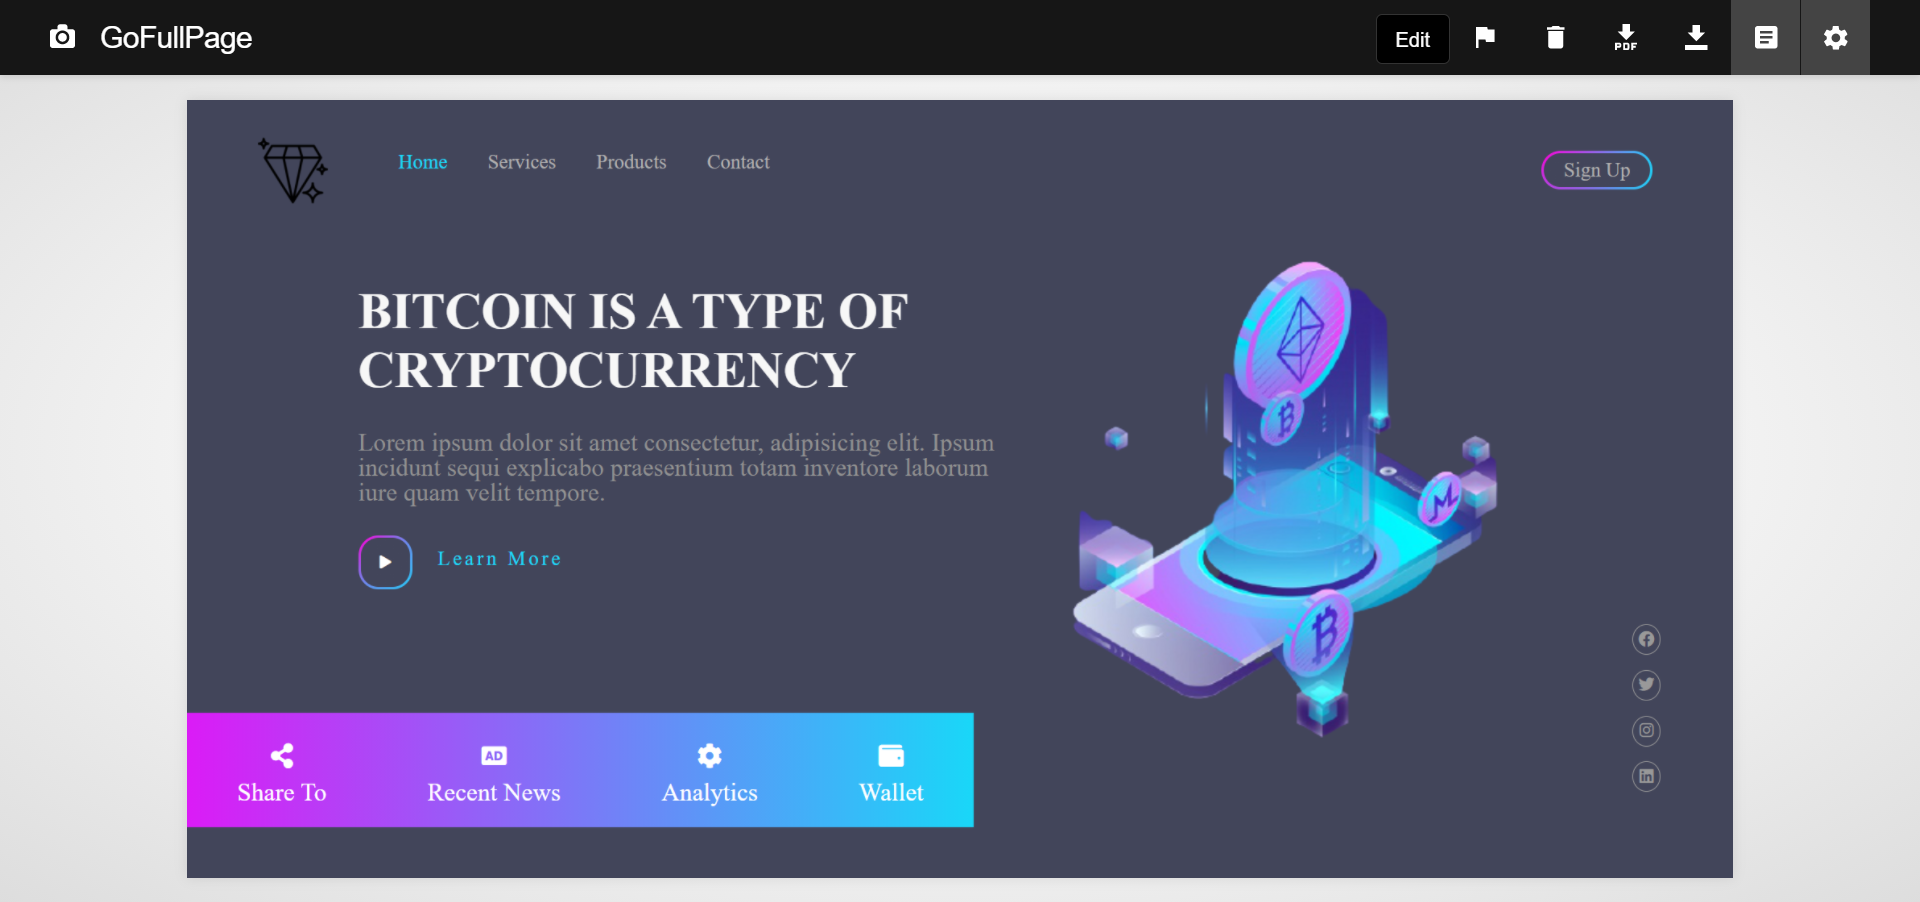 GoFullPage
Edit
PDF
Home Services Products Contact
Sign Up
BITCOIN IS A TYPE OF
CRYPTOCURRENCY
Lorem ipsum dolor sit amet consectetur, adipisicing elit. Ipsum
incidunt sequi explicabo praesentium totam inventore laborum
iure quam velit tempore.
Learn More
AD
Share To Recent News Analytics Wallet